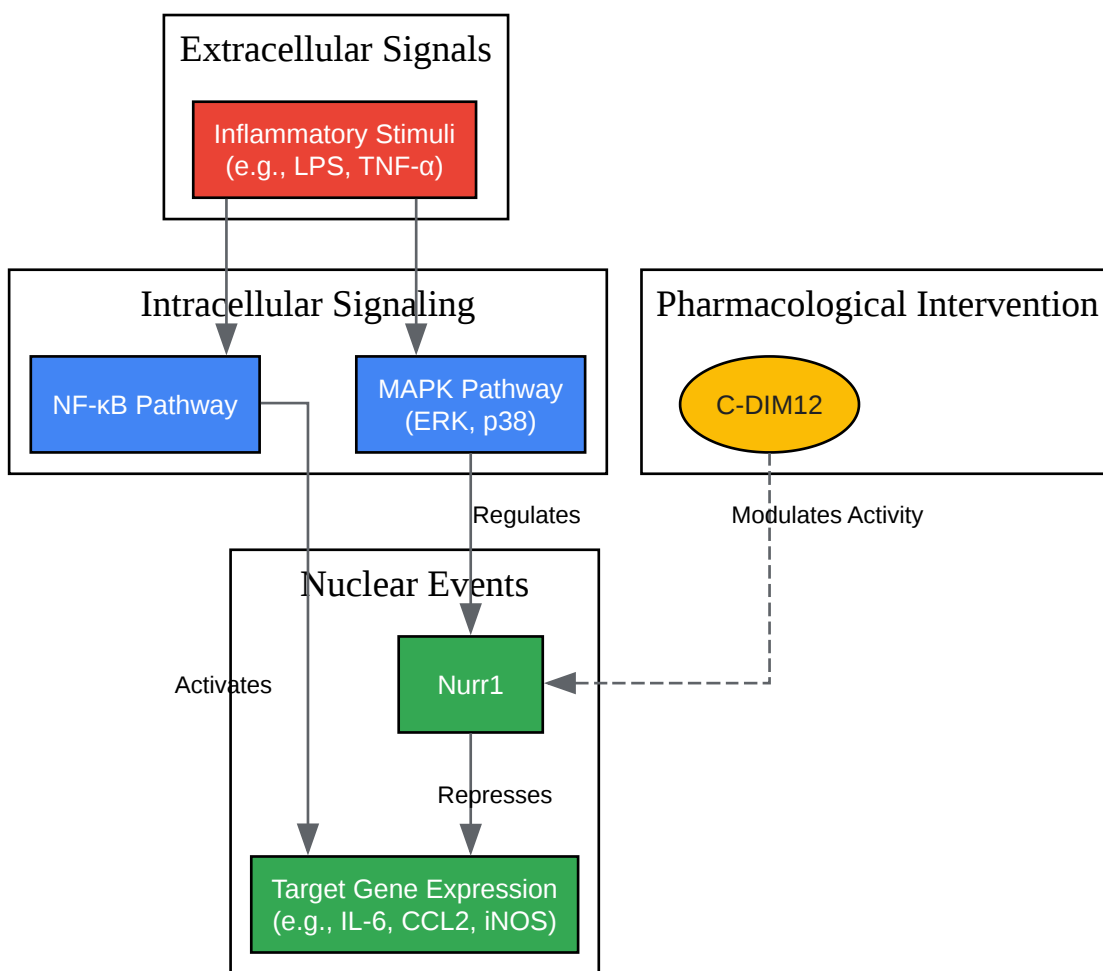 Extracellular Signals
Inflammatory Stimuli
(e.g., LPS, TNF-α)
Intracellular Signaling
NF-κB Pathway
MAPK Pathway
(ERK, p38)
Pharmacological Intervention
C-DIM12
Regulates
Modulates Activity
Nuclear Events
Nurr1
Activates
Represses
Target Gene Expression
(e.g., IL-6, CCL2, iNOS)